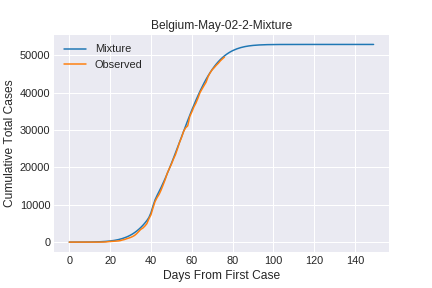 Belgium-May-02-2-Mixture
Mixture
Observed
50000
40000
30000
20000
10000
0
Cumulative Total Cases
0 20 40 60 80 100 120 140
Days From First Case